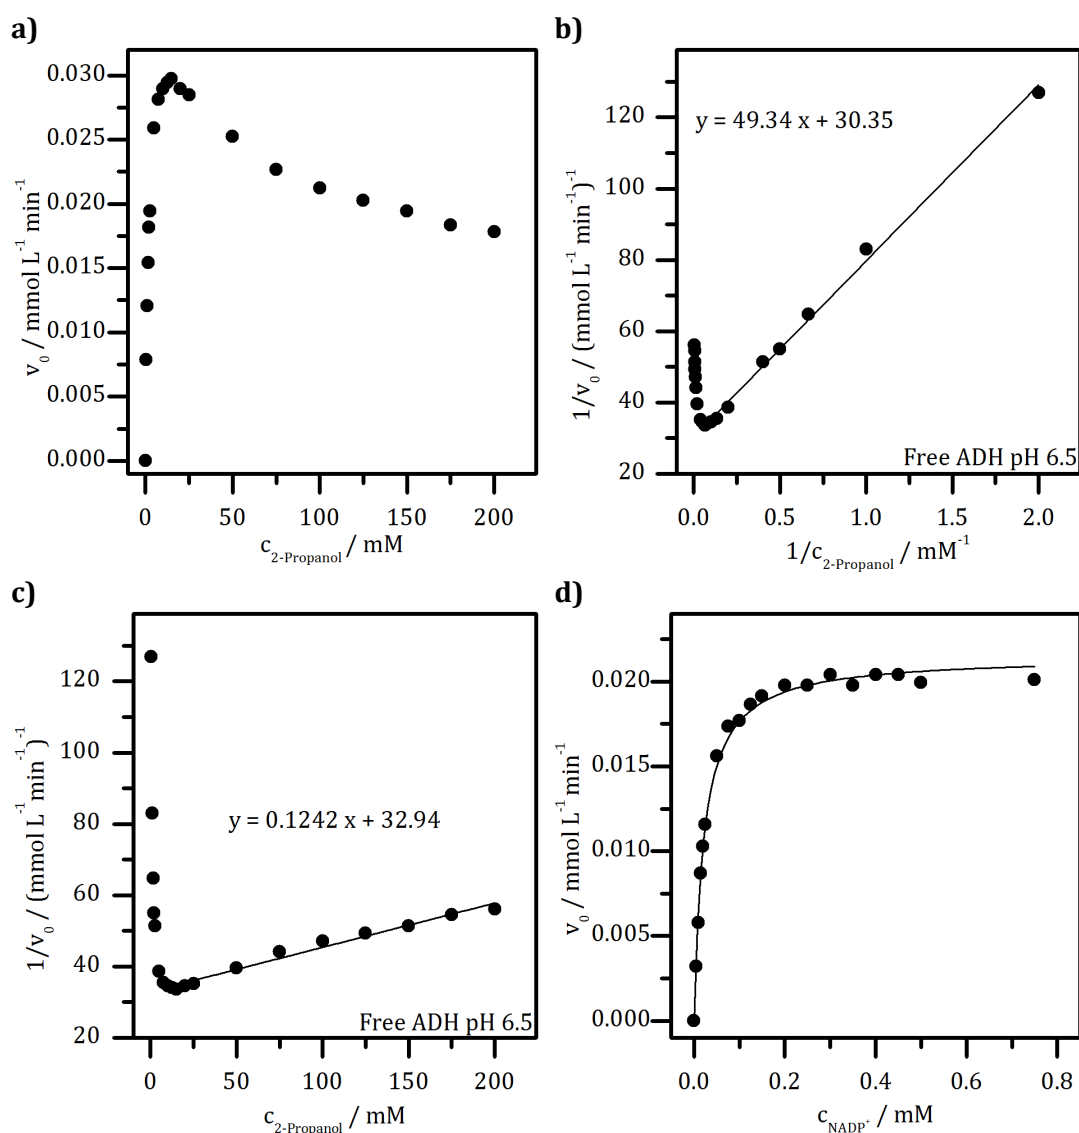 a)
0.030
0.025
0.020
0.015
0.010
0.005
0.000
v₀ / mmol L⁻¹ min⁻¹
0 50 100 150 200
c₂₋Propanol / mM
b)
120
100
80
60
40
20
1/v₀ / (mmol L⁻¹ min⁻¹)⁻¹
y = 49.34 x + 30.35
Free ADH pH 6.5
0.0 0.5 1.0 1.5 2.0
1/c₂₋Propanol / mM⁻¹
c)
120
100
80
60
40
20
1/v₀ / (mmol L⁻¹ min⁻¹)⁻¹
y = 0.1242 x + 32.94
Free ADH pH 6.5
0 50 100 150 200
c₂₋Propanol / mM
d)
0.020
0.015
0.010
0.005
0.000
v₀ / mmol L⁻¹ min⁻¹
0.0 0.2 0.4 0.6 0.8
c NADP⁺ / mM